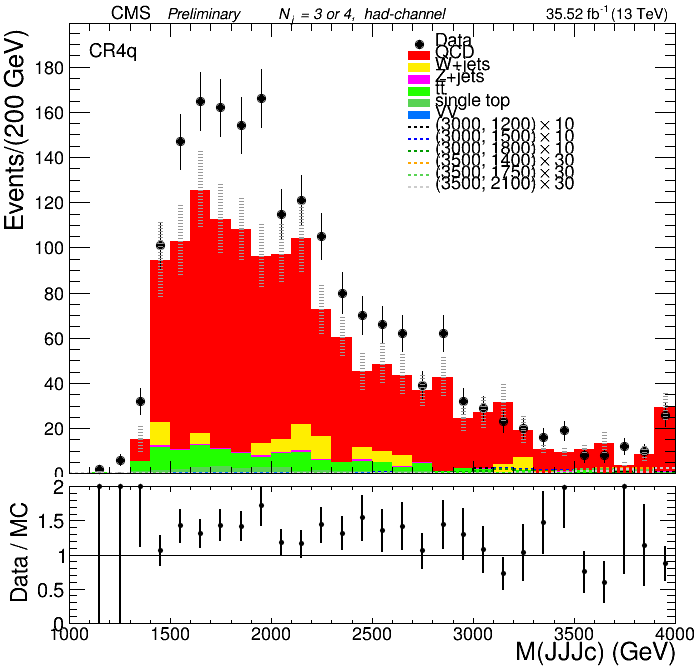 CMS Preliminary N_j = 3 or 4, had-channel 35.52 fb^-1 (13 TeV)
CR4q
Data
QCD
W+jets
Z+jets
tt
single top
VV
(3000, 1200) × 10
(3000, 1500) × 10
(3000, 1800) × 10
(3500, 1400) × 30
(3500, 1750) × 30
(3500, 2100) × 30
Events/(200 GeV)
180
160
140
120
100
80
60
40
20
0
Data / MC
2
1.5
1
0.5
0
1000 1500 2000 2500 3000 3500 4000
M(JJJc) (GeV)